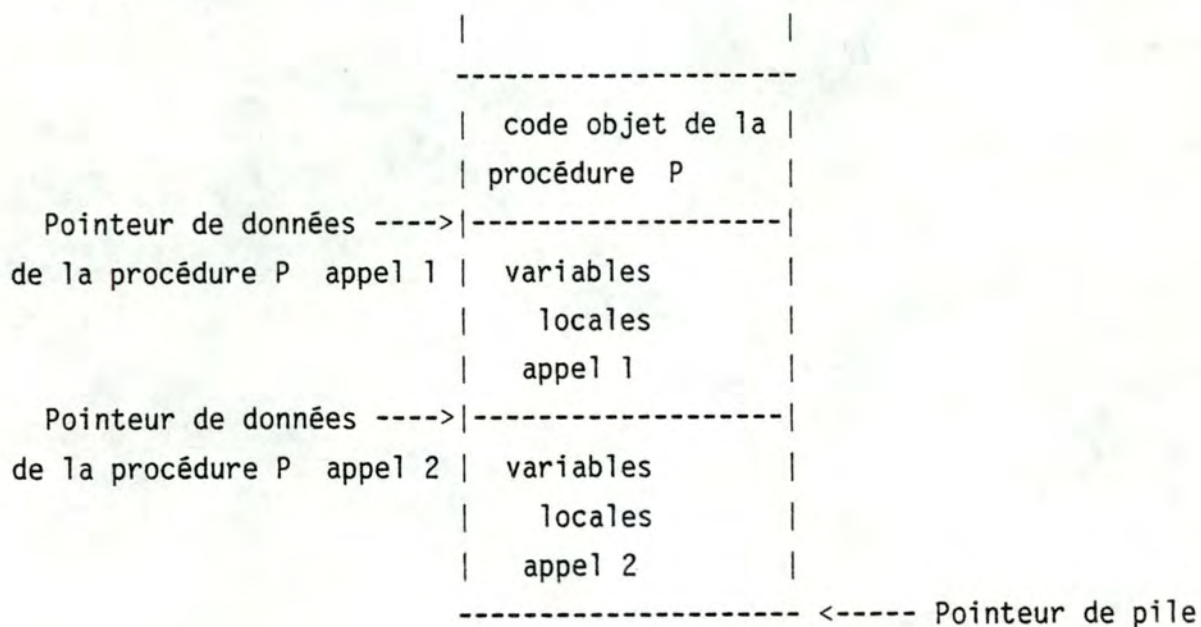 code objet de la
procédure P
Pointeur de données ---->
de la procédure P appel 1 | variables
locales
appel 1
Pointeur de données ---->
de la procédure P appel 2 | variables
locales
appel 2
<----- Pointeur de pile